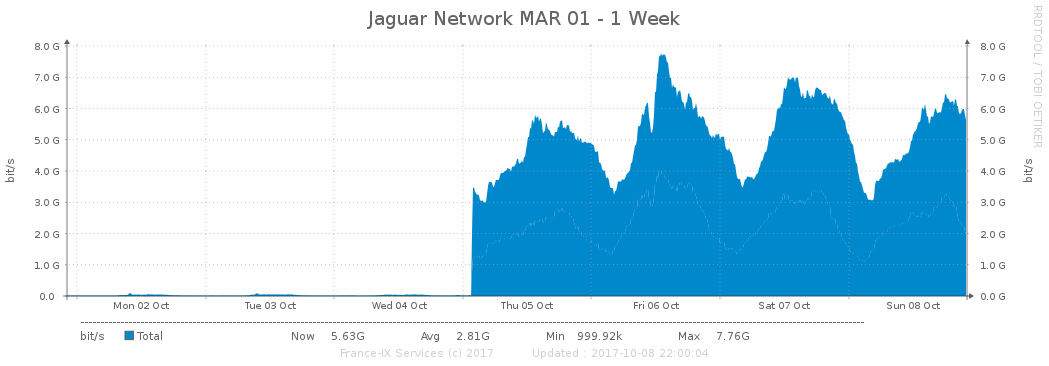 Jaguar Network MAR 01 - 1 Week
RRDTOOL / TOBI OETIKER
8.0 G 8.0 G
7.0 G 7.0 G
6.0 G 6.0 G
5.0 G 5.0 G
4.0 G 4.0 G
3.0 G 3.0 G
2.0 G 2.0 G
1.0 G 1.0 G
0.0 0.0 G
bit/s bit/s
Mon 02 Oct Tue 03 Oct Wed 04 Oct Thu 05 Oct Fri 06 Oct Sat 07 Oct Sun 08 Oct
bit/s Total Now 5.63G Avg 2.81G Min 999.92k Max 7.76G
France-IX Services (c) 2017 Updated : 2017-10-08 22:00:04